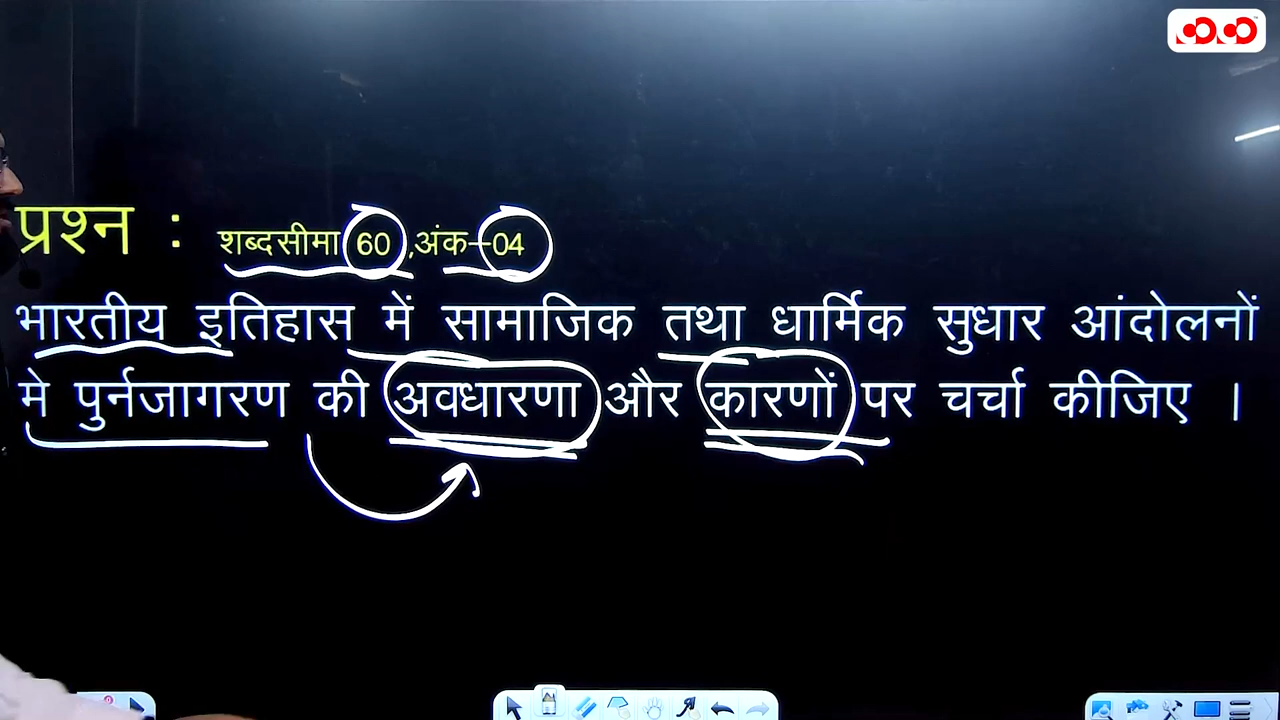 प्रश्न : शब्दसीमा 60 ,अंक-04
भारतीय इतिहास में सामाजिक तथा धार्मिक सुधार आंदोलनों
मे पुर्नजागरण की अवधारणा और कारणों पर चर्चा कीजिए ।